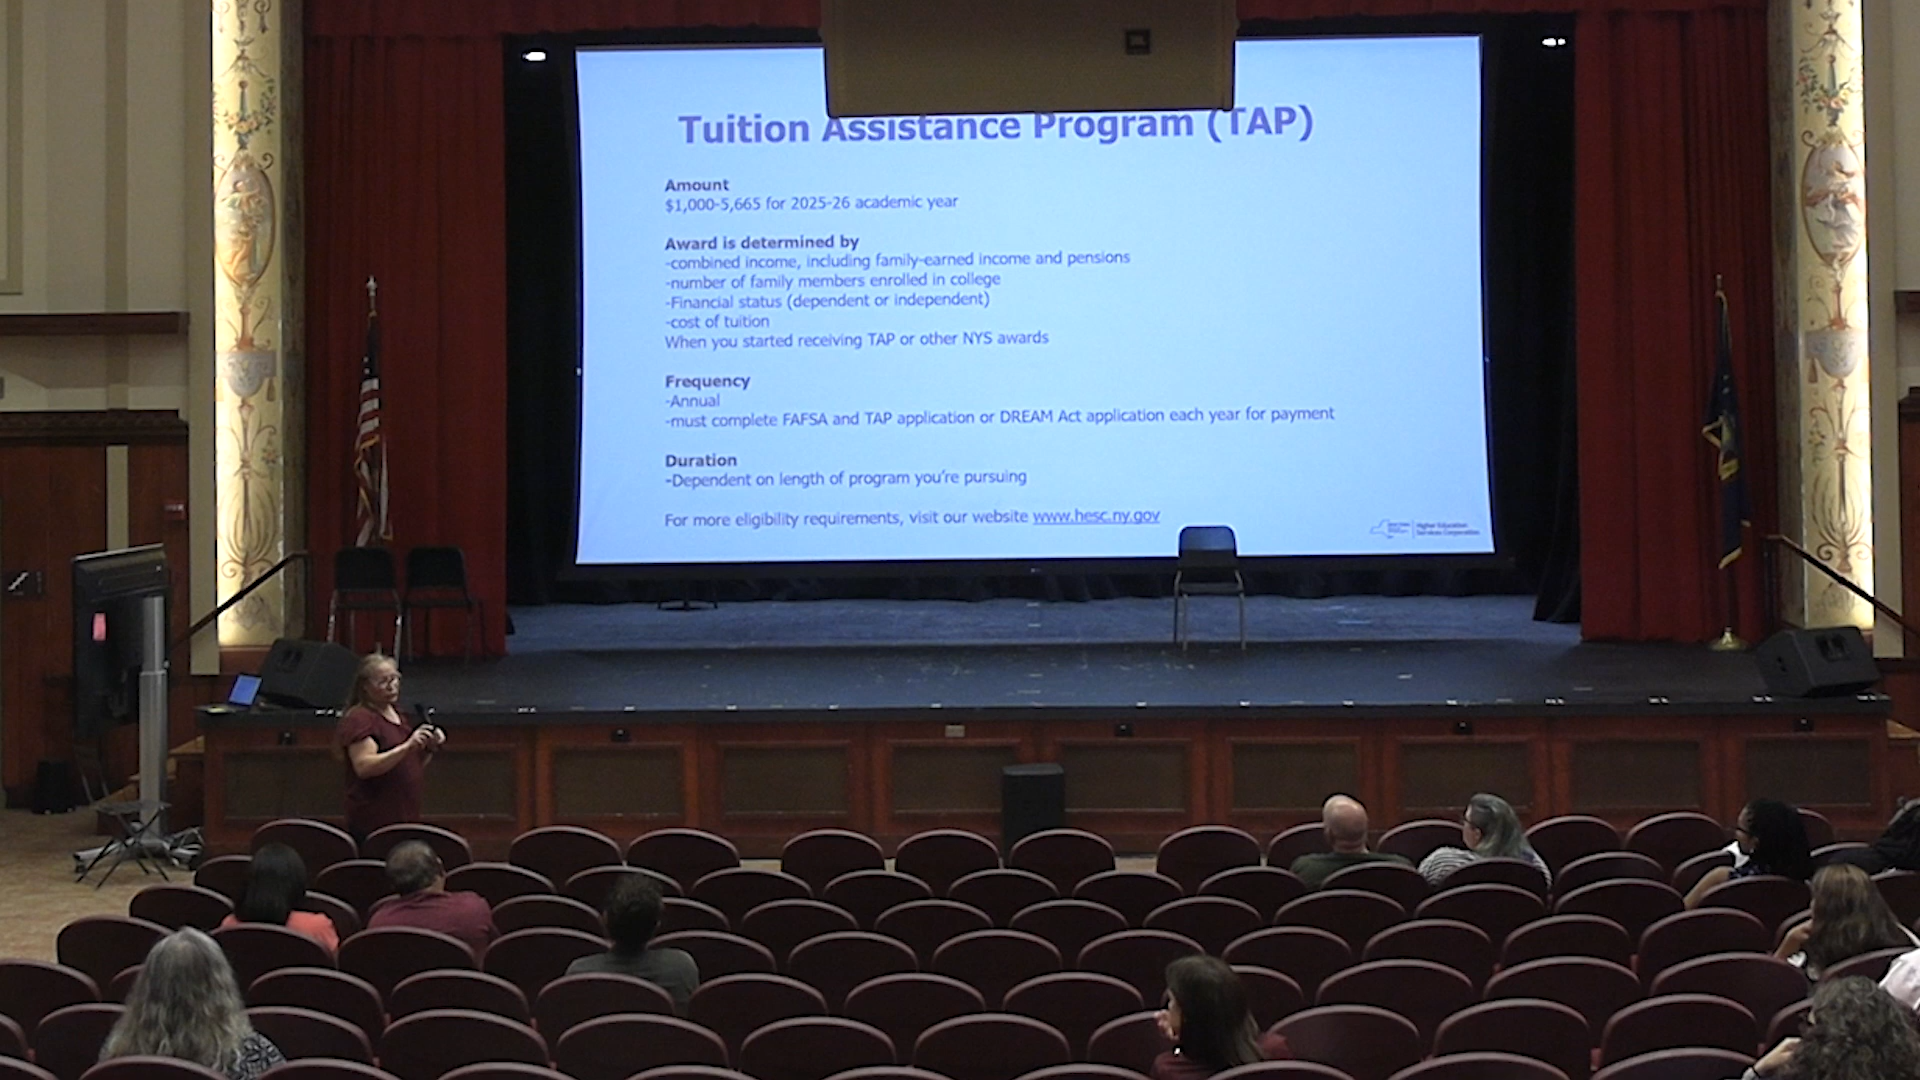 Tuition Assistance Program (TAP)
Amount
$1,000-5,665 for 2025-26 academic year
Award is determined by
-combined income, including family-earned income and pensions
-number of family members enrolled in college
-Financial status (dependent or independent)
-cost of tuition
When you started receiving TAP or other NYS awards
Frequency
-Annual
-must complete FAFSA and TAP application or DREAM Act application each year for payment
Duration
-Dependent on length of program you're pursuing
For more eligibility requirements, visit our website www.hesc.ny.gov
Higher Education
Services Corporation